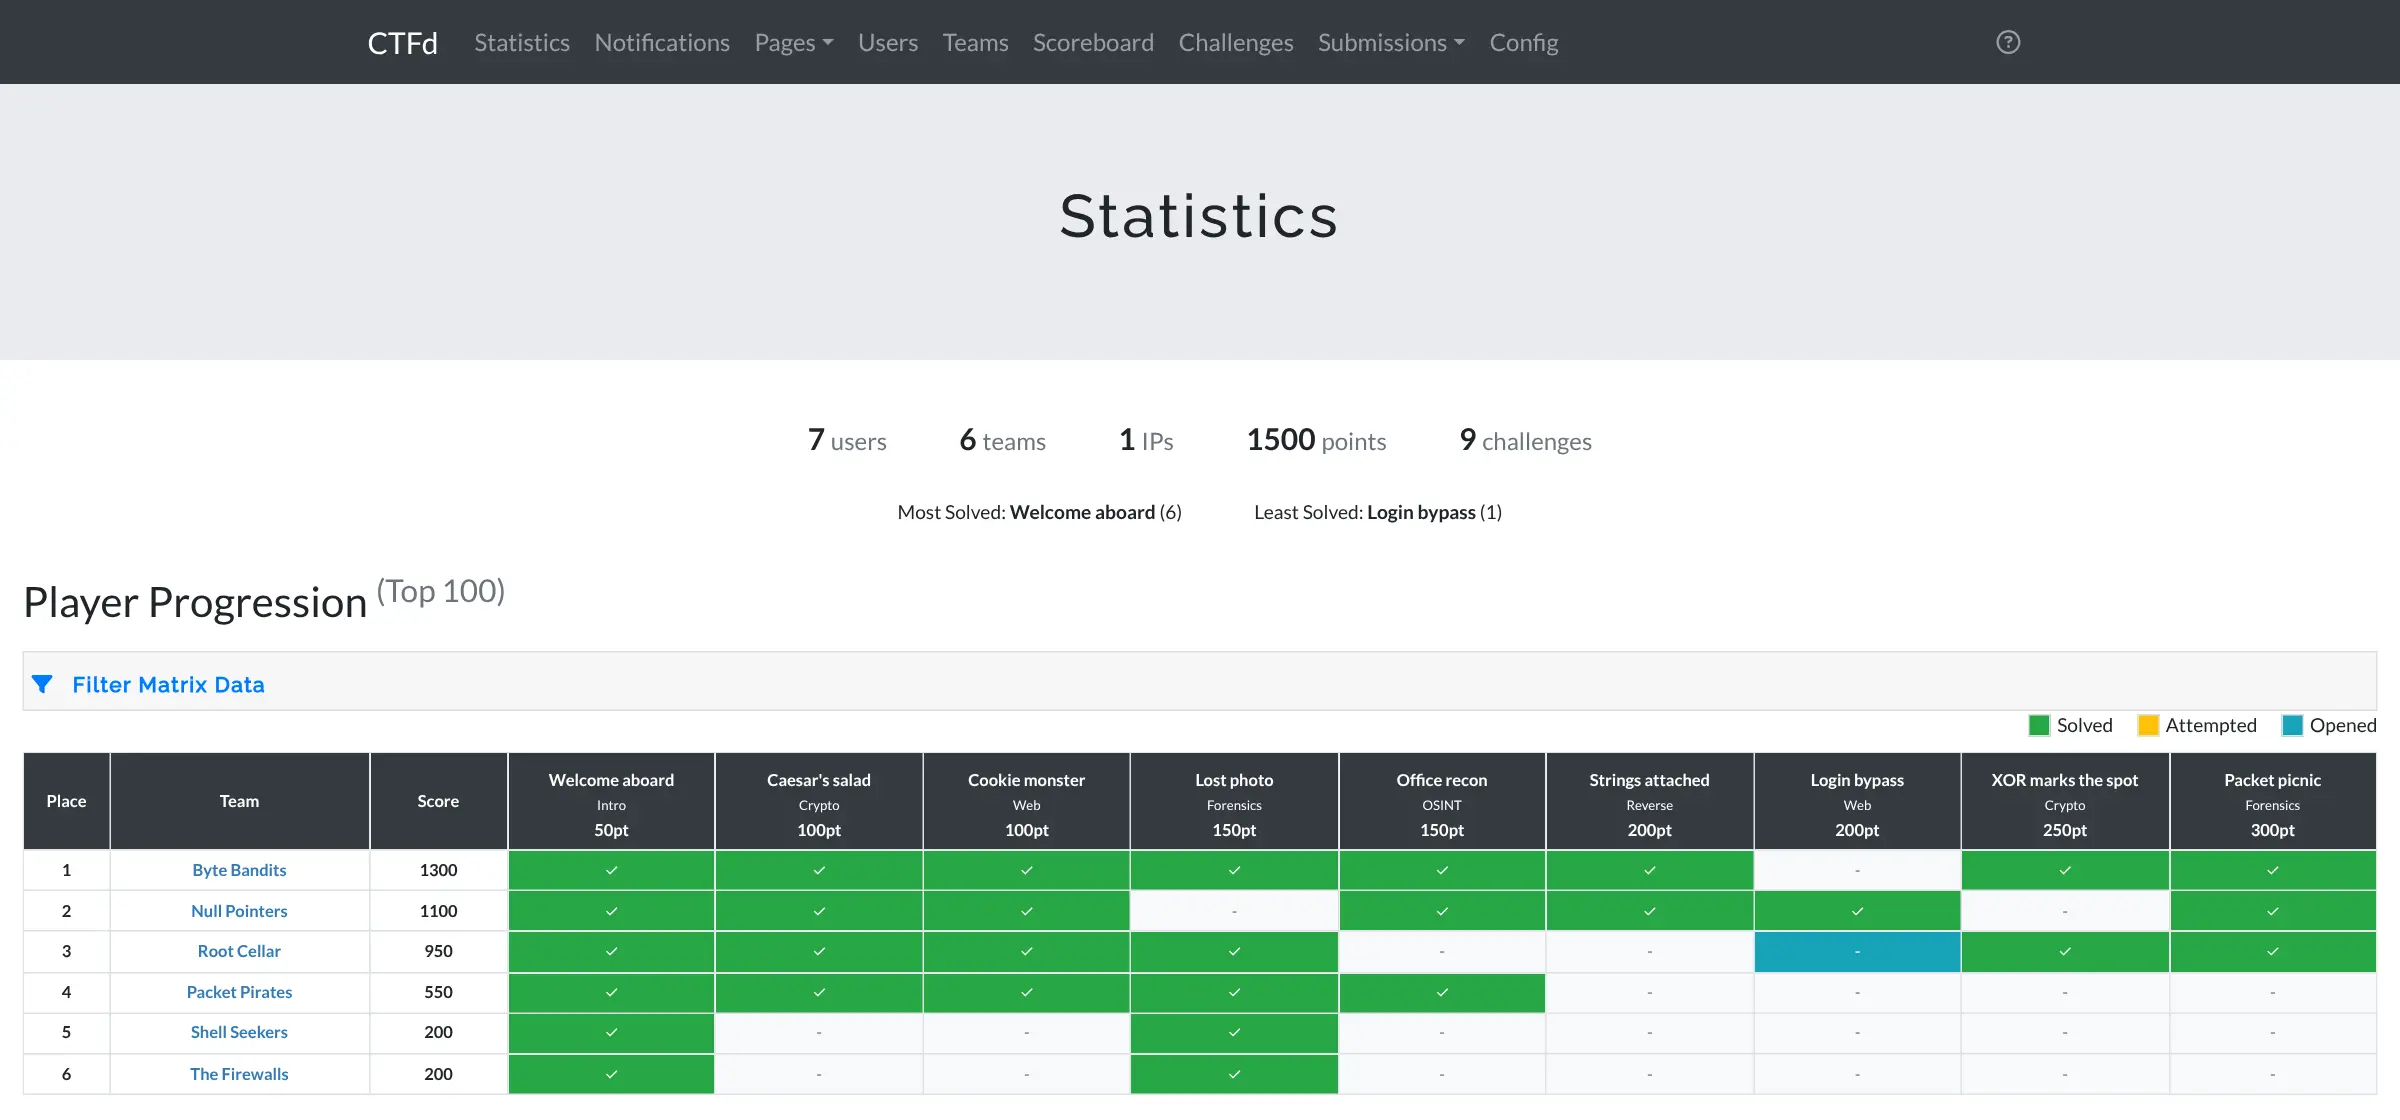 CTFd Statistics Notifications Pages Users Teams Scoreboard Challenges Submissions Config
Statistics
7 users 6 teams 1 IPs 1500 points 9 challenges
Most Solved: Welcome aboard (6) Least Solved: Login bypass (1)
Player Progression (Top 100)
Filter Matrix Data
Solved Attempted Opened
Place Team Score Welcome aboard Caesar's salad Cookie monster Lost photo Office recon Strings attached Login bypass XOR marks the spot Packet picnic
Intro Crypto Web Forensics OSINT Reverse Web Crypto Forensics
50pt 100pt 100pt 150pt 150pt 200pt 200pt 250pt 300pt
1 Byte Bandits 1300 ✓ ✓ ✓ ✓ ✓ ✓ - ✓ ✓
2 Null Pointers 1100 ✓ ✓ ✓ - ✓ ✓ ✓ - ✓
3 Root Cellar 950 ✓ ✓ ✓ ✓ - - - ✓ ✓
4 Packet Pirates 550 ✓ ✓ ✓ ✓ ✓ - - - -
5 Shell Seekers 200 ✓ - - ✓ - - - - -
6 The Firewalls 200 ✓ - - ✓ - - - - -